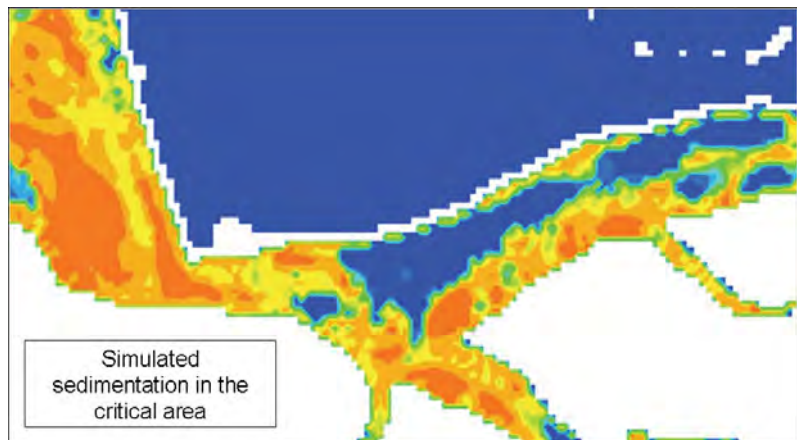 Simulated
sedimentation in the
critical area